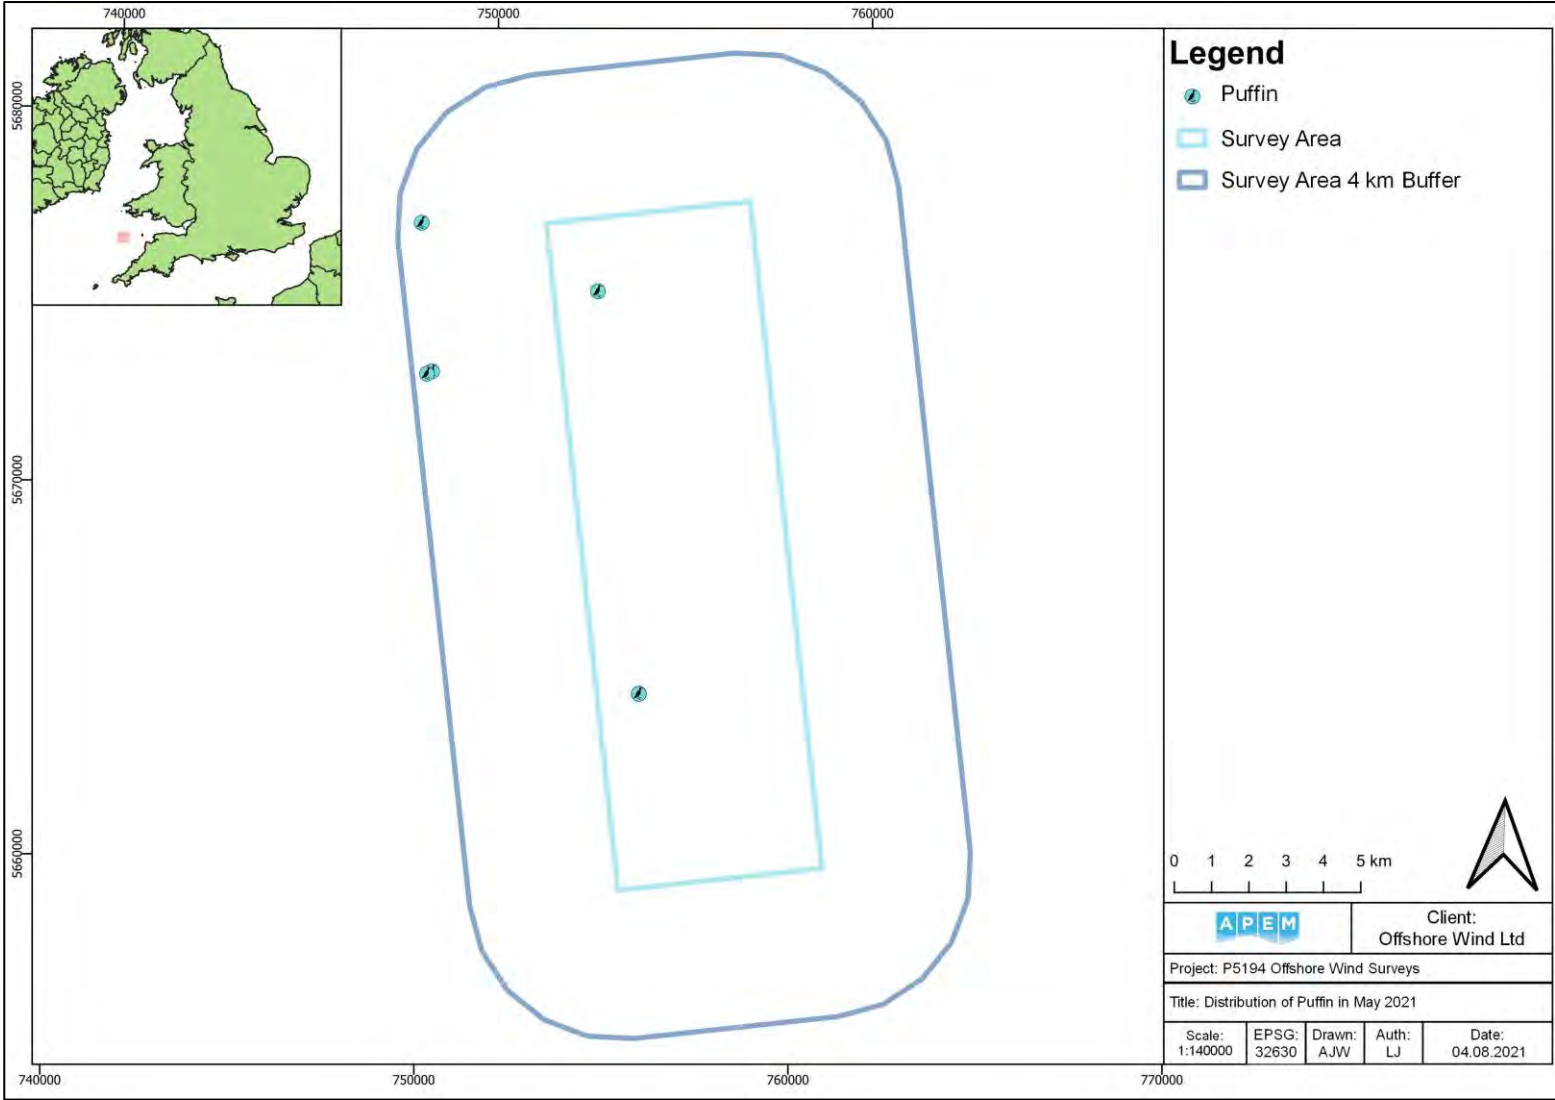 740000
750000
760000
5680000
5670000
5660000
740000
750000
760000
770000
Legend
Puffin
Survey Area
Survey Area 4 km Buffer
0 1 2 3 4 5 km
APEM
Client:
Offshore Wind Ltd
Project: P5194 Offshore Wind Surveys
Title: Distribution of Puffin in May 2021
Scale:
1:140000
EPSG:
32630
Drawn:
AJW
Auth:
LJ
Date:
04.08.2021